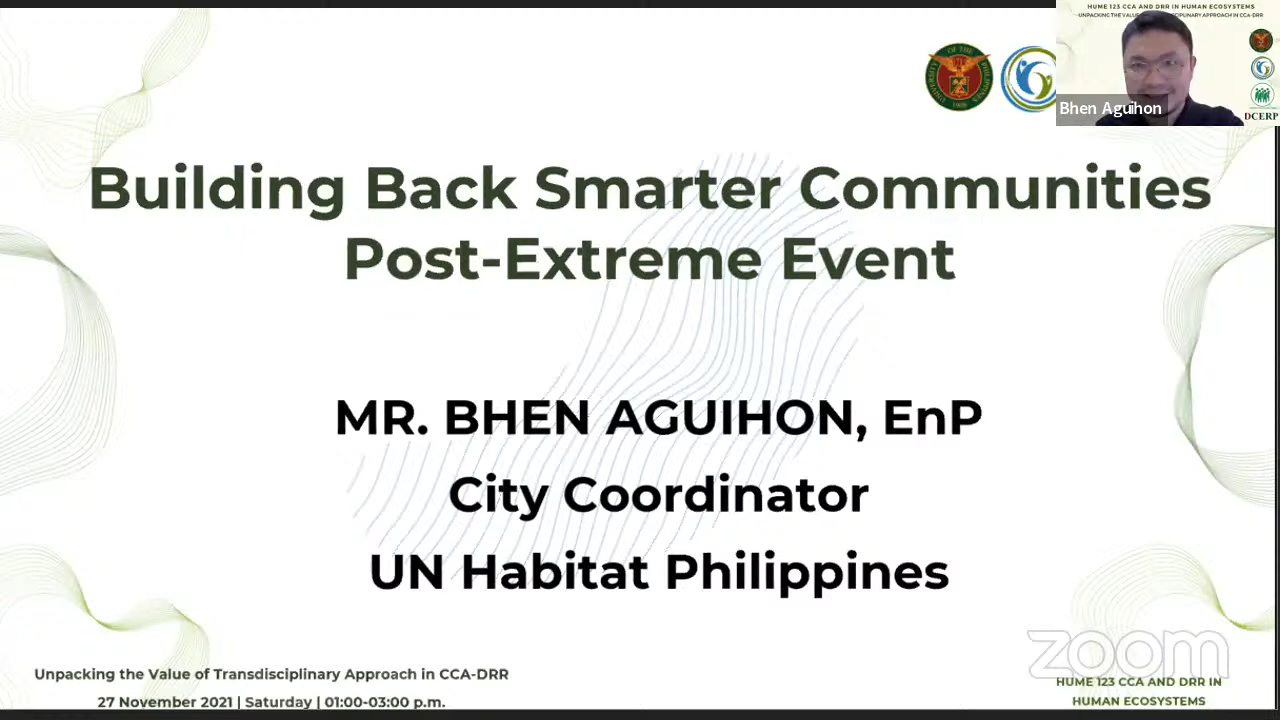 HUME 123 CCA AND DRR IN HUMAN ECOSYSTEMS
Bhen Aguihon
DCERP
Building Back Smarter Communities
Post-Extreme Event
MR. BHEN AGUIHON, EnP
City Coordinator
UN Habitat Philippines
Unpacking the Value of Transdisciplinary Approach in CCA-DRR
27 November 2021 | Saturday | 01:00-03:00 p.m.
zoom
HUME 123 CCA AND DRR IN
HUMAN ECOSYSTEMS